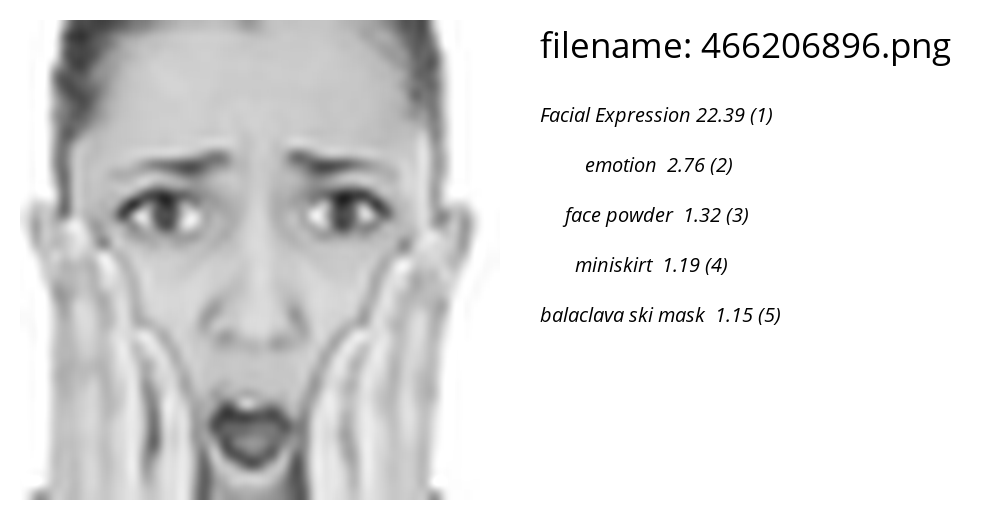 filename: 466206896.png
Facial Expression 22.39 (1)
emotion 2.76 (2)
face powder 1.32 (3)
miniskirt 1.19 (4)
balaclava ski mask 1.15 (5)